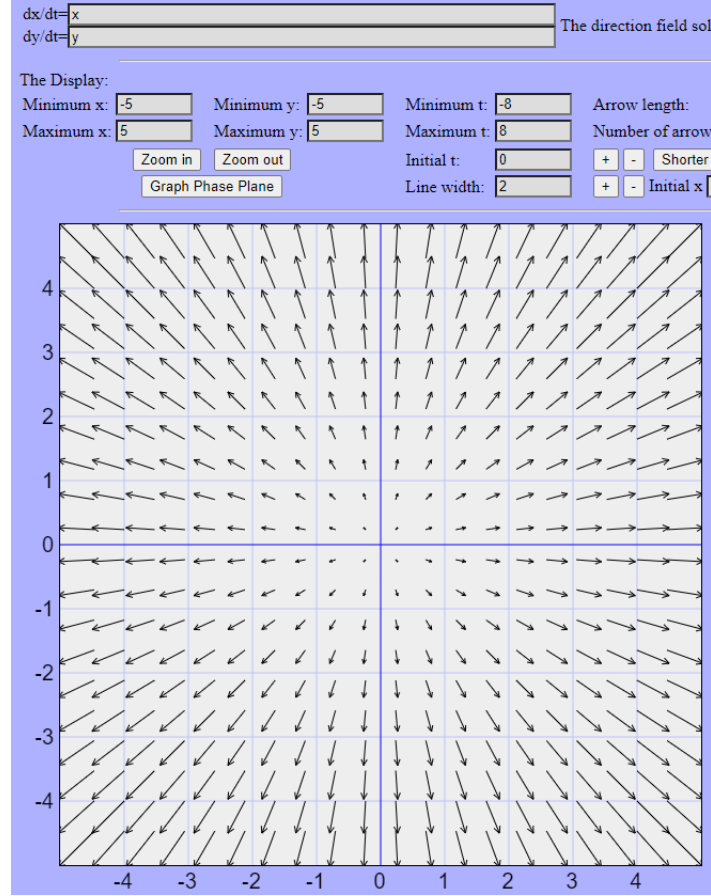 dx/dt= x
dy/dt= y
The direction field sol
The Display:
Minimum x: -5 Minimum y: -5 Minimum t: -8 Arrow length:
Maximum x: 5 Maximum y: 5 Maximum t: 8 Number of arrow
Zoom in Zoom out Initial t: 0 + - Shorter
Graph Phase Plane Line width: 2 + - Initial x
4
3
2
1
0
-1
-2
-3
-4
-4 -3 -2 -1 0 1 2 3 4